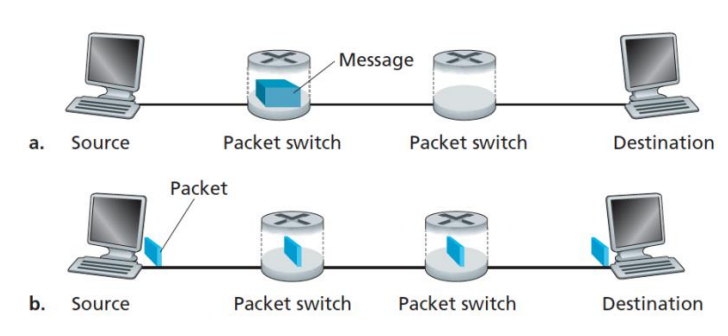 Message
a. Source Packet switch Packet switch Destination
Packet
b. Source Packet switch Packet switch Destination